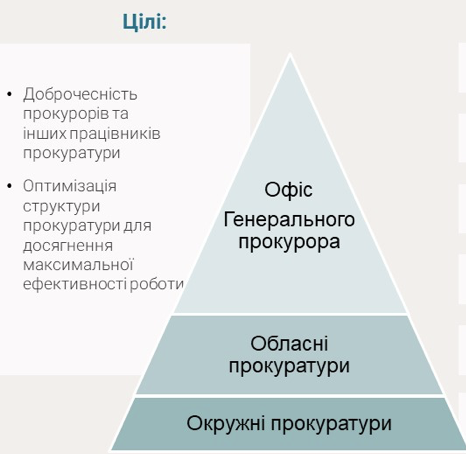 Цілі:
• Доброчесність
прокурорів та
інших працівників
прокуратури
• Оптимізація
структури
прокуратури для
досягнення
максимальної
ефективності роботи
Офіс
Генерального
прокурора
Обласні
прокуратури
Окружні прокуратури